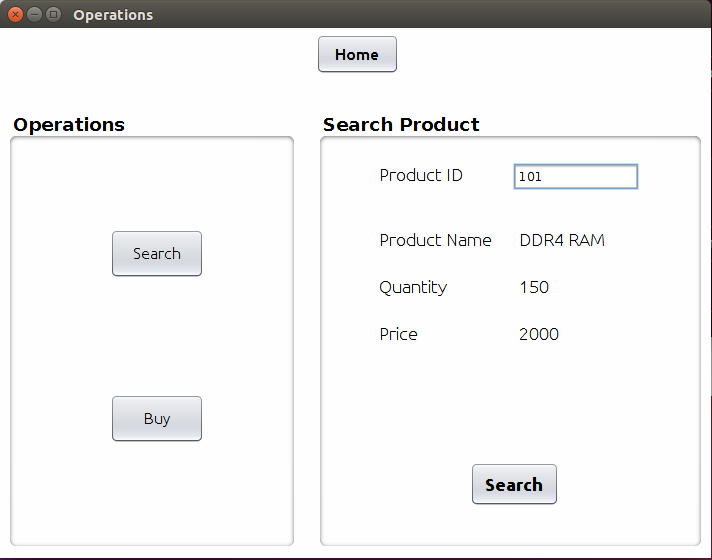 Operations
Home
Operations
Search
Buy
Search Product
Product ID 101
Product Name DDR4 RAM
Quantity 150
Price 2000
Search